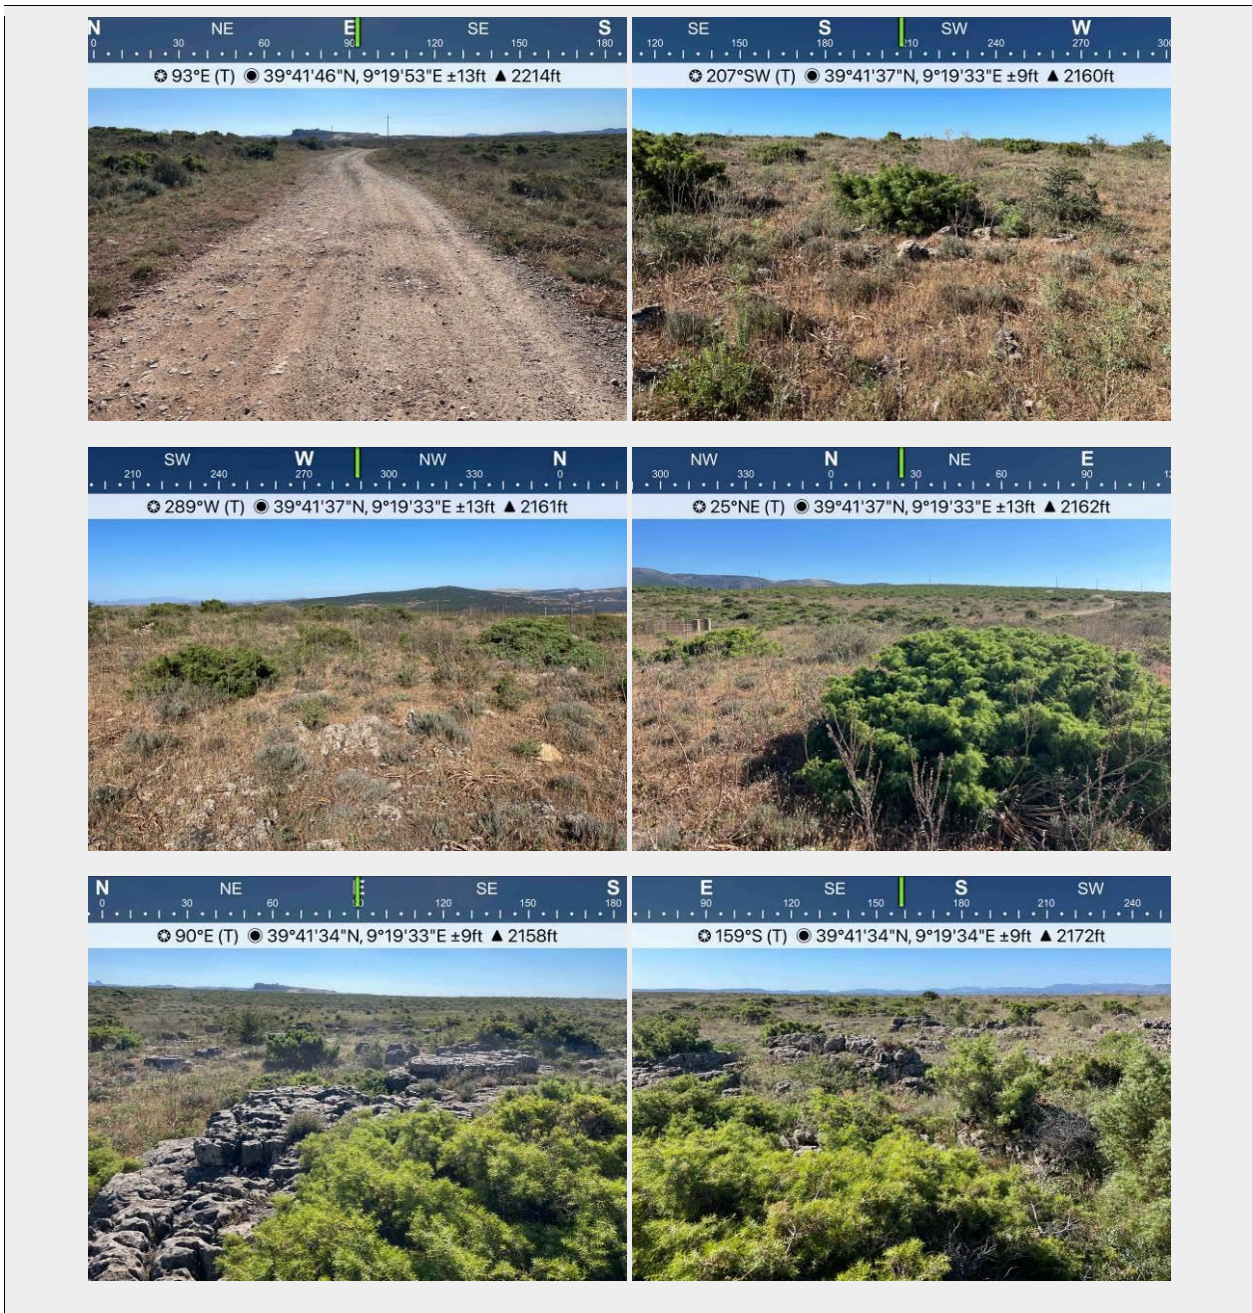 N NE E SE S
0 30 60 90 120 150 180
93°E (T) 39°41'46"N, 9°19'53"E ±13ft ▲ 2214ft
SE S SW W
120 150 180 210 240 270 300
207°SW (T) 39°41'37"N, 9°19'33"E ±9ft ▲ 2160ft
SW W NW N
210 240 270 300 330 0
289°W (T) 39°41'37"N, 9°19'33"E ±13ft ▲ 2161ft
NW N NE E
300 330 0 30 60 90
25°NE (T) 39°41'37"N, 9°19'33"E ±13ft ▲ 2162ft
N NE E SE S
0 30 60 90 120 150 180
90°E (T) 39°41'34"N, 9°19'33"E ±9ft ▲ 2158ft
E SE S SW
90 120 150 180 210 240
159°S (T) 39°41'34"N, 9°19'34"E ±9ft ▲ 2172ft